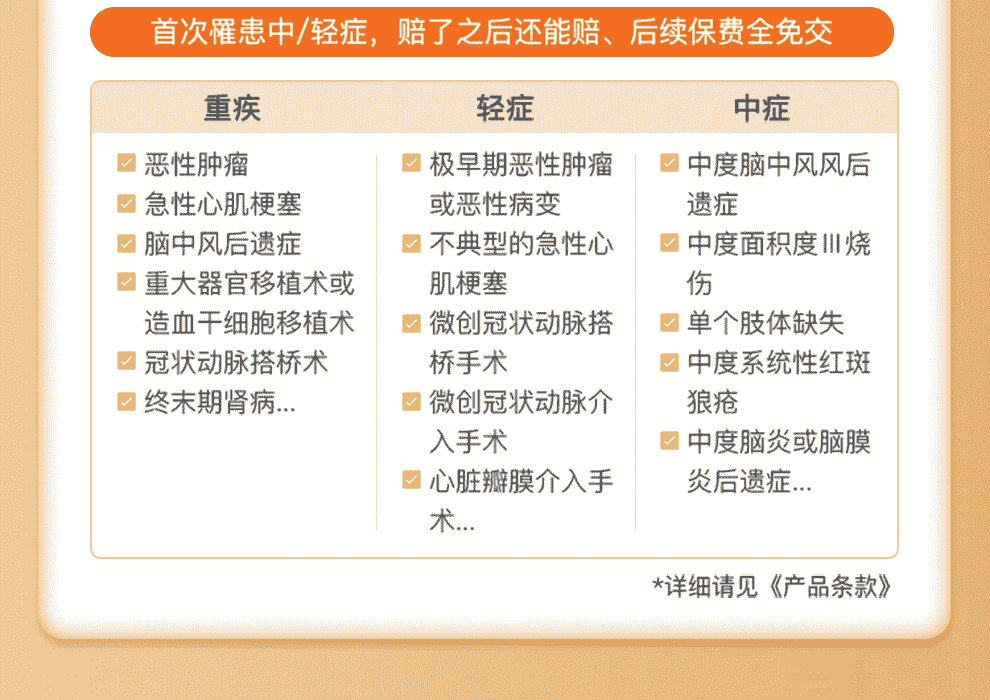 首次罹患中/轻症，赔了之后还能赔、后续保费全免交
重疾
恶性肿瘤
急性心肌梗塞
脑中风后遗症
重大器官移植术或
造血干细胞移植术
冠状动脉搭桥术
终末期肾病...
轻症
极早期恶性肿瘤
或恶性病变
不典型的急性心
肌梗塞
微创冠状动脉搭
桥手术
微创冠状动脉介
入手术
心脏瓣膜介入手
术...
中症
中度脑中风风后
遗症
中度面积度Ⅲ烧
伤
单个肢体缺失
中度系统性红斑
狼疮
中度脑炎或脑膜
炎后遗症...
*详细请见《产品条款》